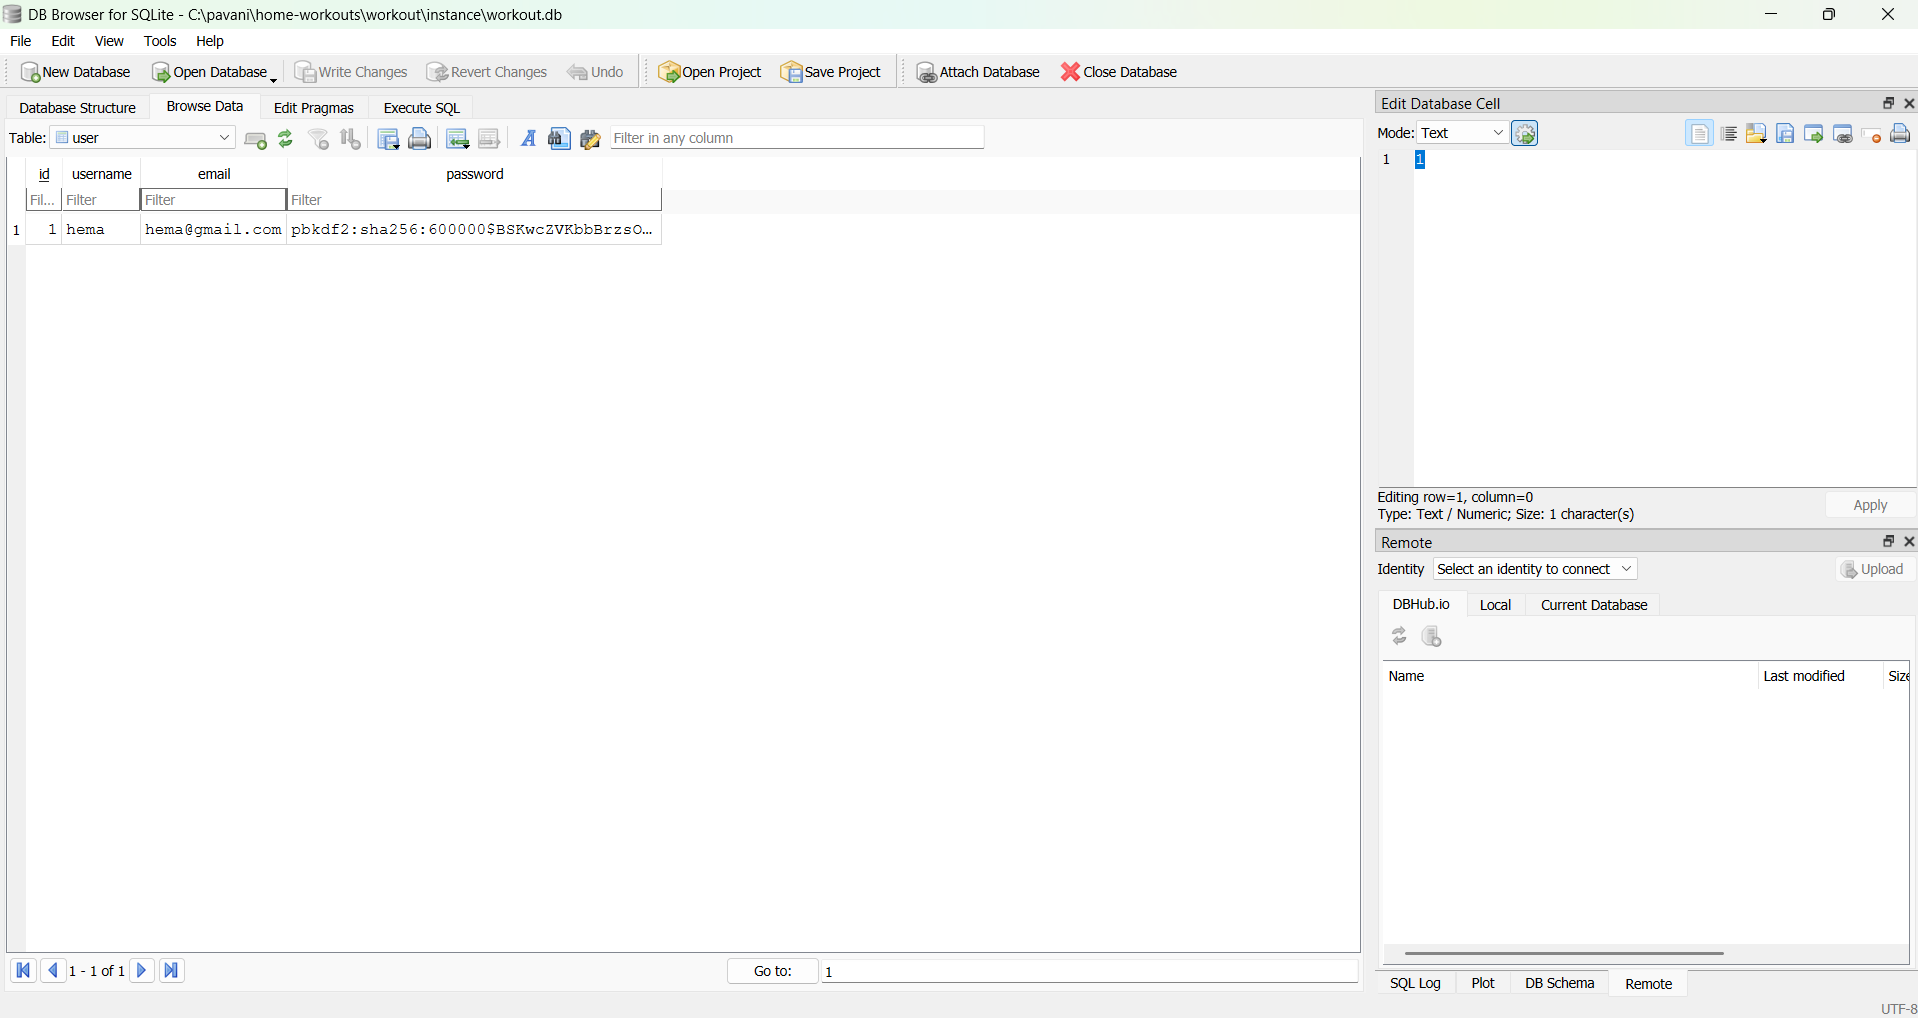 DB Browser for SQLite - C:\pavani\home-workouts\workout\instance\workout.db
File Edit View Tools Help
New Database Open Database Write Changes Revert Changes Undo Open Project Save Project Attach Database Close Database
Database Structure Browse Data Edit Pragmas Execute SQL
Table: user Filter in any column
id username email password
Fil... Filter Filter Filter
1 1 hema hema@gmail.com pbkdf2:sha256:600000$BSKwcZVKbbBrzsO…
1 - 1 of 1 Go to: 1
Edit Database Cell
Mode: Text
1 1
Editing row=1, column=0
Type: Text / Numeric; Size: 1 character(s)
Apply
Remote
Identity Select an identity to connect Upload
DBHub.io Local Current Database
Name Last modified Size
SQL Log Plot DB Schema Remote
UTF-8